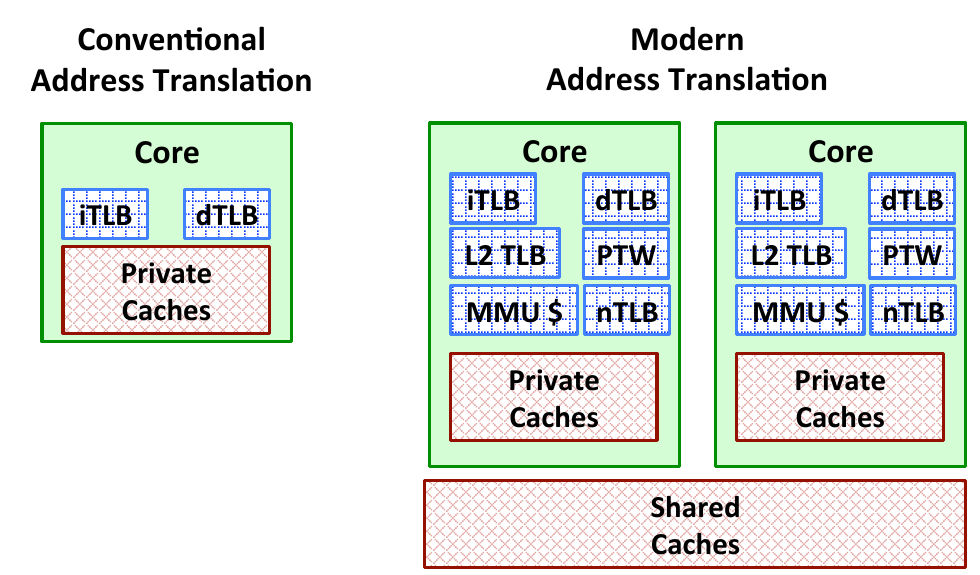 Conventional
Address Translation
Core
iTLB
dTLB
Private
Caches
Modern
Address Translation
Core
iTLB
dTLB
L2 TLB
PTW
MMU $
nTLB
Private
Caches
Core
iTLB
dTLB
L2 TLB
PTW
MMU $
nTLB
Private
Caches
Shared
Caches